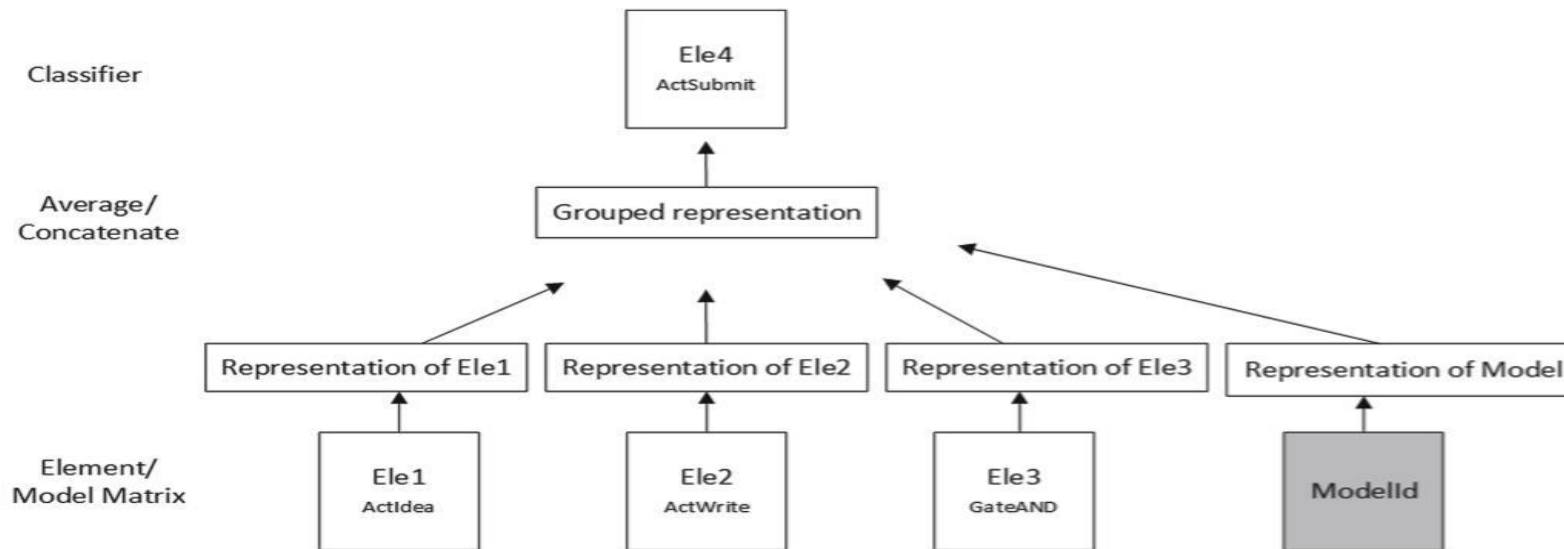 Classifier
Ele4
ActSubmit
Average/
Concatenate
Grouped representation
Representation of Ele1
Representation of Ele2
Representation of Ele3
Representation of Model
Element/
Model Matrix
Ele1
ActIdea
Ele2
ActWrite
Ele3
GateAND
ModelId